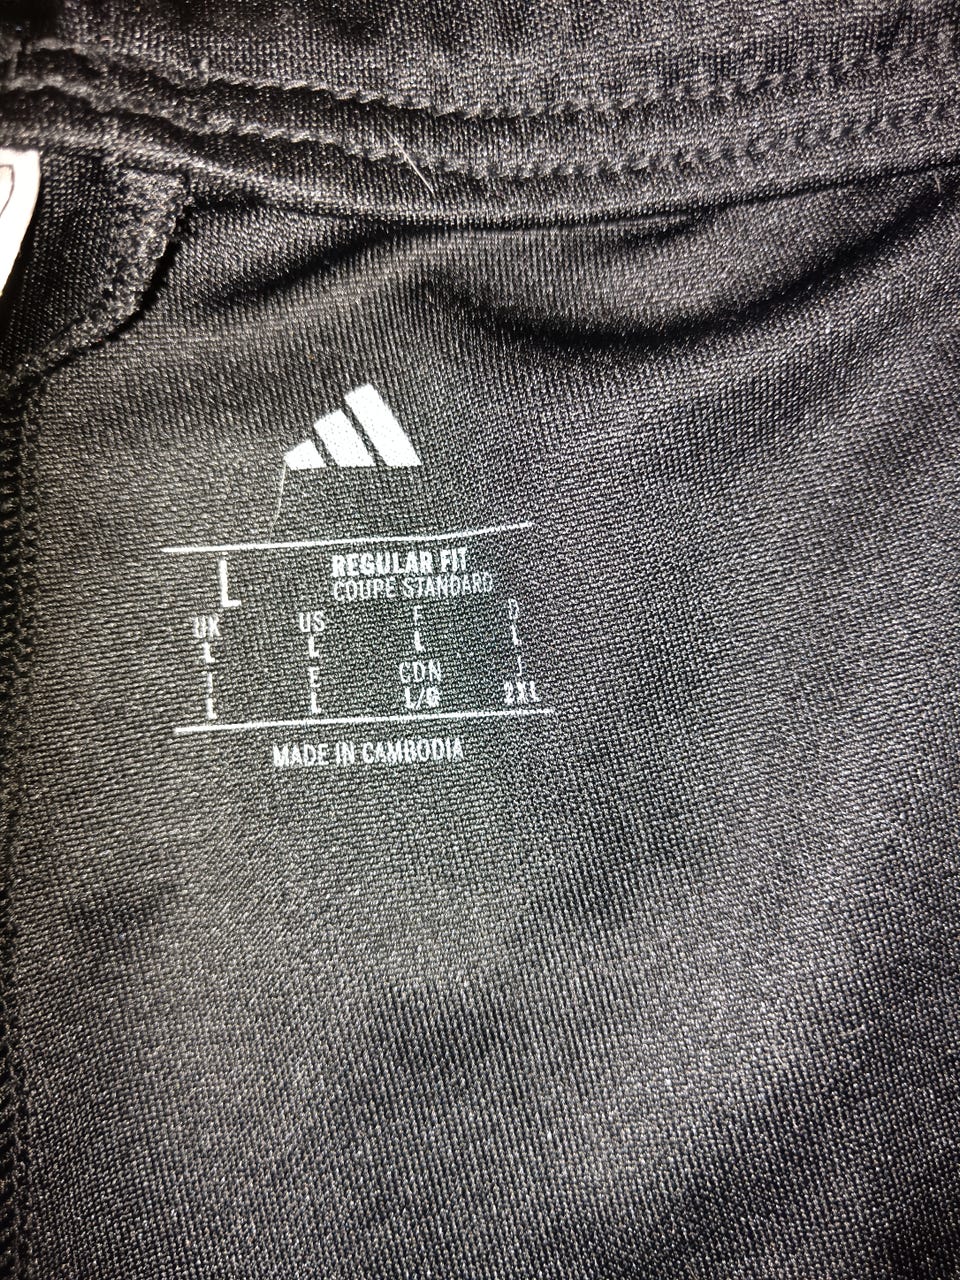 L REGULAR FIT
COUPE STANDARD
UK US F D
L L L L
I E CDN J
L L L/G 2XL
MADE IN CAMBODIA